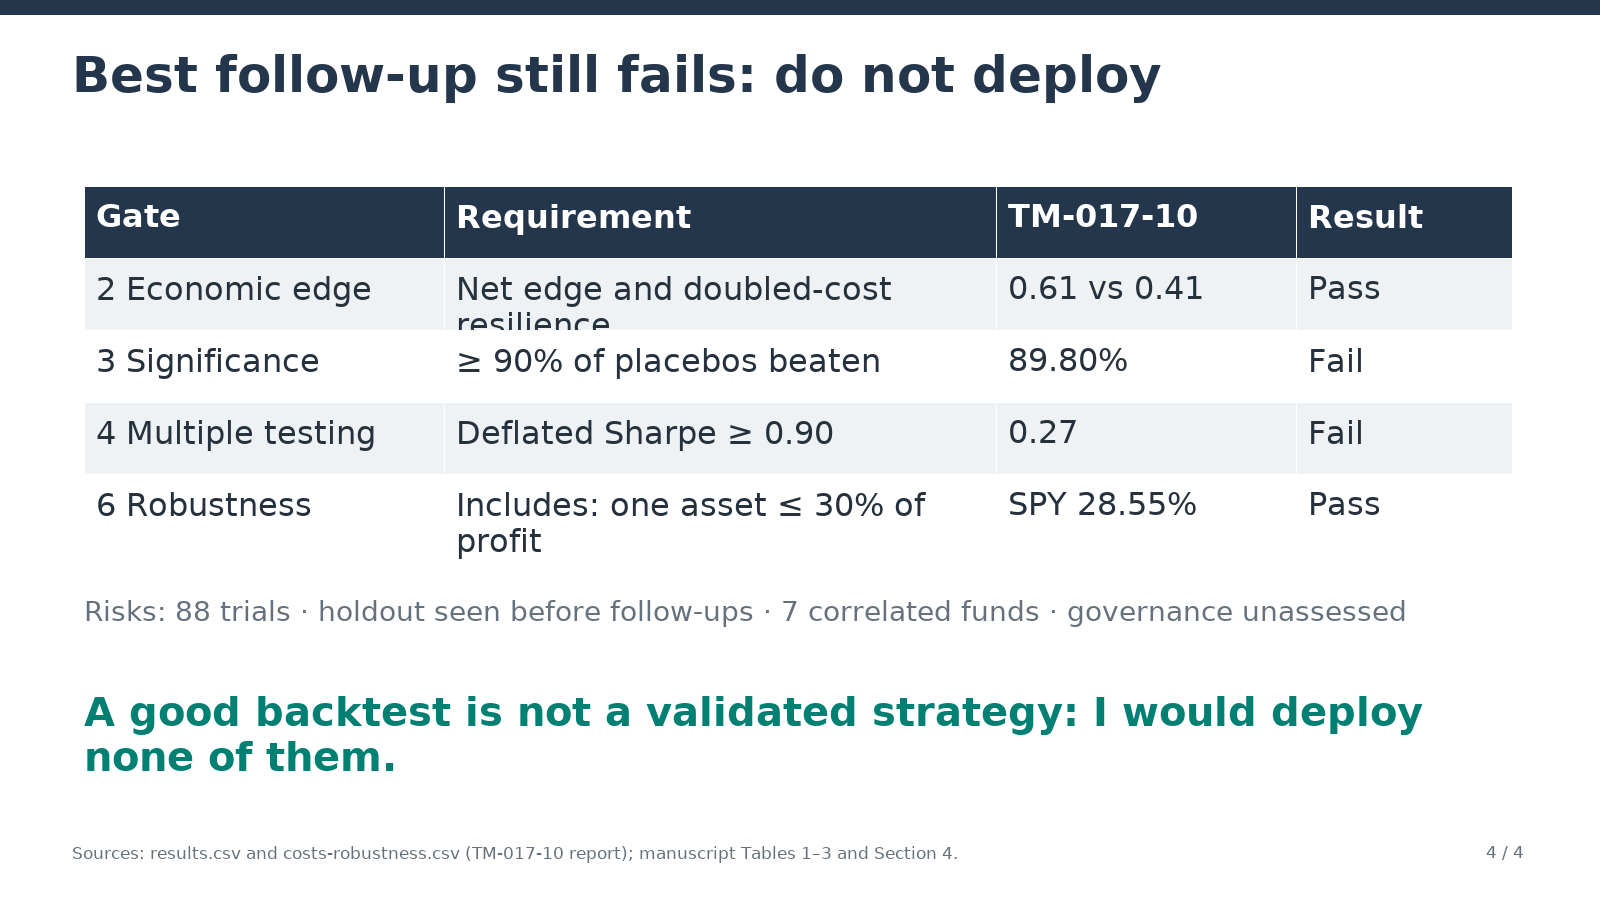 Best follow-up still fails: do not deploy
Gate Requirement TM-017-10 Result
2 Economic edge Net edge and doubled-cost 0.61 vs 0.41 Pass
resilience
3 Significance ≥ 90% of placebos beaten 89.80% Fail
4 Multiple testing Deflated Sharpe ≥ 0.90 0.27 Fail
6 Robustness Includes: one asset ≤ 30% of SPY 28.55% Pass
profit
Risks: 88 trials · holdout seen before follow-ups · 7 correlated funds · governance unassessed
A good backtest is not a validated strategy: I would deploy
none of them.
Sources: results.csv and costs-robustness.csv (TM-017-10 report); manuscript Tables 1–3 and Section 4.
4 / 4